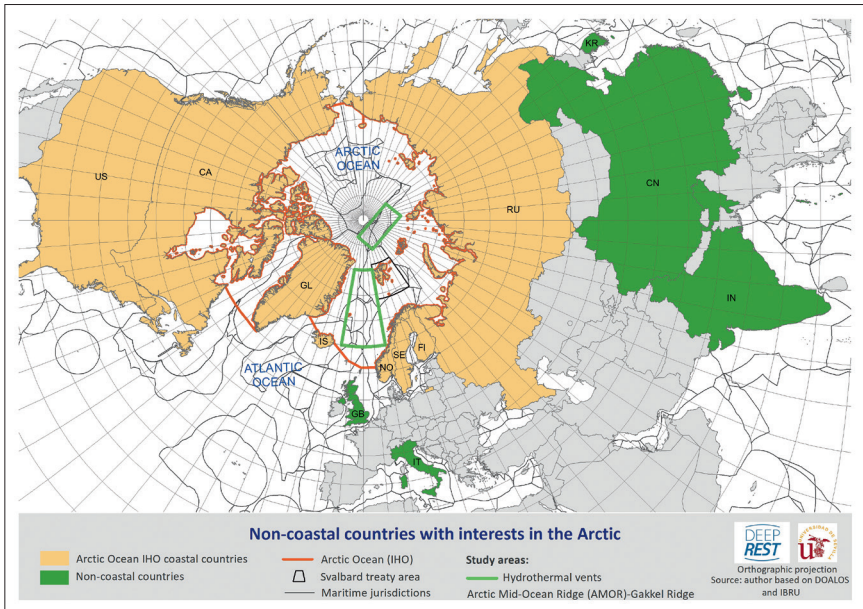 KR
ARCTIC
OCEAN
US
CA
RU
CN
GL
IN
IS
SE
FI
NO
ATLANTIC
OCEAN
GB
IT
Non-coastal countries with interests in the Arctic
Arctic Ocean IHO coastal countries
Non-coastal countries
Arctic Ocean (IHO)
Svalbard treaty area
Maritime jurisdictions
Study areas:
Hydrothermal vents
Arctic Mid-Ocean Ridge (AMOR)-Gakkel Ridge
DEEP
REST
Orthographic projection
Source: author based on DOALOS
and IBRU